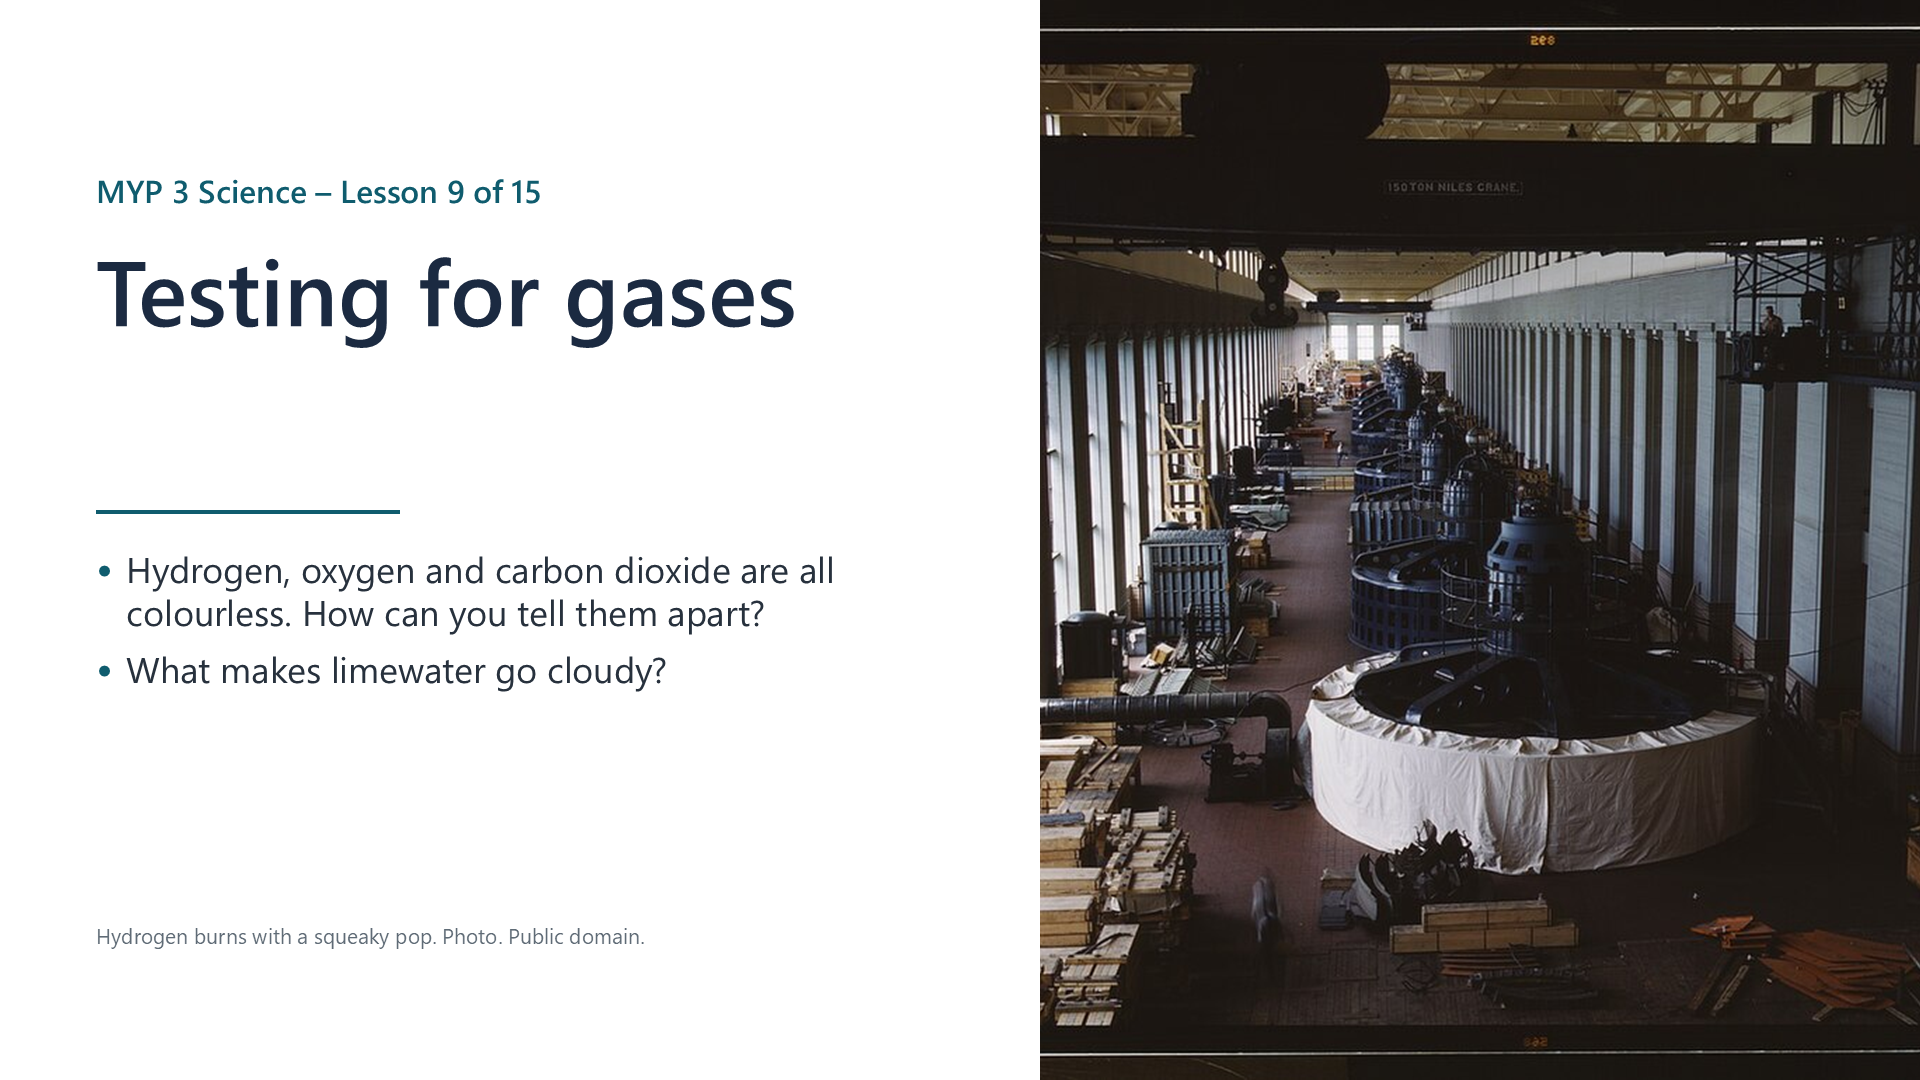 MYP 3 Science – Lesson 9 of 15
Testing for gases
• Hydrogen, oxygen and carbon dioxide are all
colourless. How can you tell them apart?
• What makes limewater go cloudy?
Hydrogen burns with a squeaky pop. Photo. Public domain.
150 TON NILES CRANE.